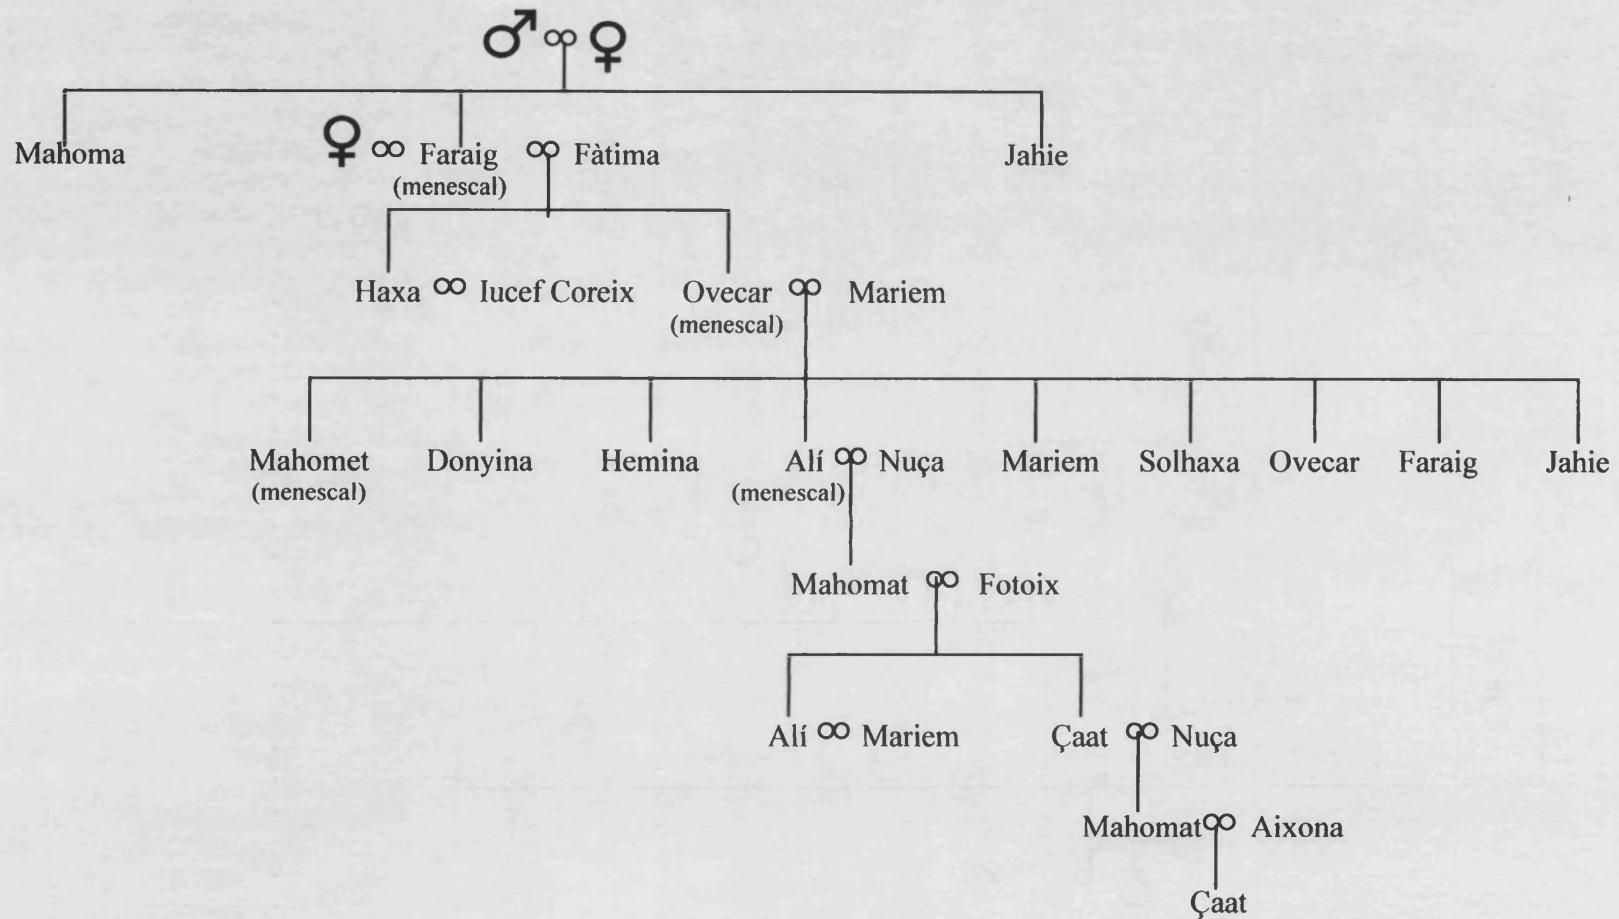 Mahoma Faraig Fàtima Jahie
(menescal)
Haxa Iucef Coreix Ovecar Mariem
(menescal)
Mahomet Donyina Hemina Alí Nuça Mariem Solhaxa Ovecar Faraig Jahie
(menescal) (menescal)
Mahomat Fotoix
Alí Mariem Çaat Nuça
Mahomat Aixona
Çaat